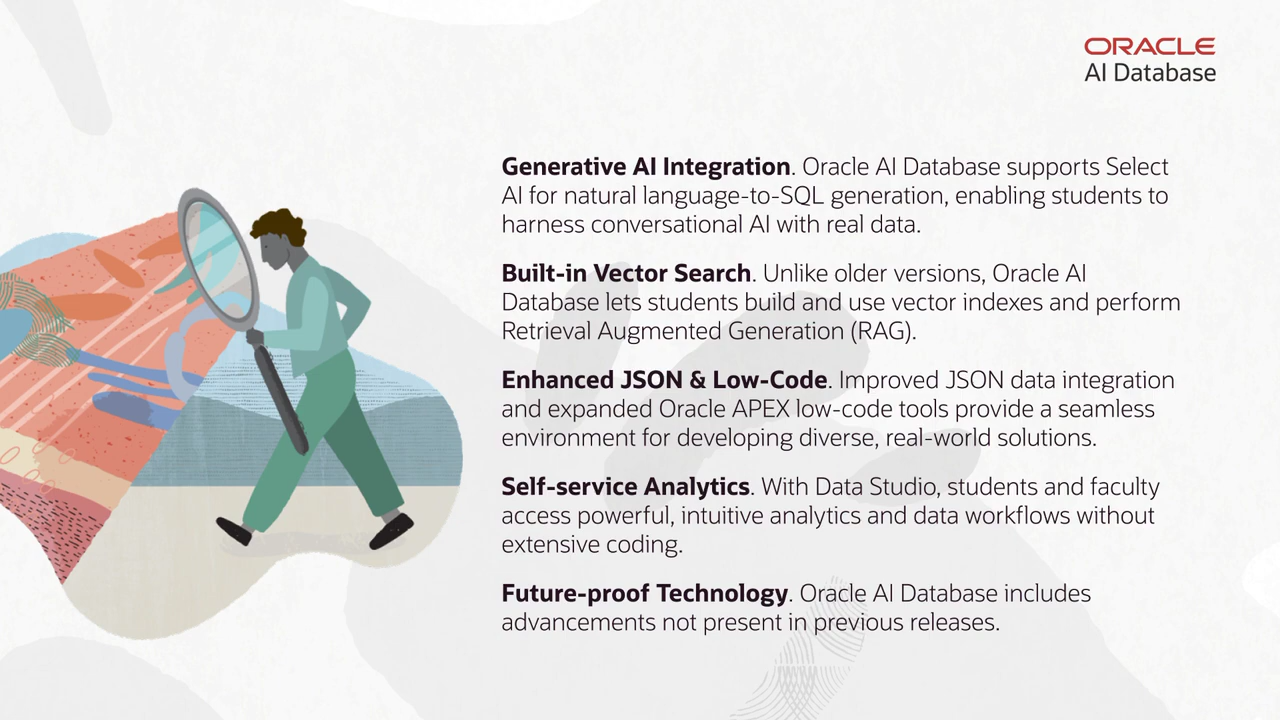 ORACLE
AI Database
Generative AI Integration. Oracle AI Database supports Select
AI for natural language-to-SQL generation, enabling students to
harness conversational AI with real data.
Built-in Vector Search. Unlike older versions, Oracle AI
Database lets students build and use vector indexes and perform
Retrieval Augmented Generation (RAG).
Enhanced JSON & Low-Code. Improved JSON data integration
and expanded Oracle APEX low-code tools provide a seamless
environment for developing diverse, real-world solutions.
Self-service Analytics. With Data Studio, students and faculty
access powerful, intuitive analytics and data workflows without
extensive coding.
Future-proof Technology. Oracle AI Database includes
advancements not present in previous releases.